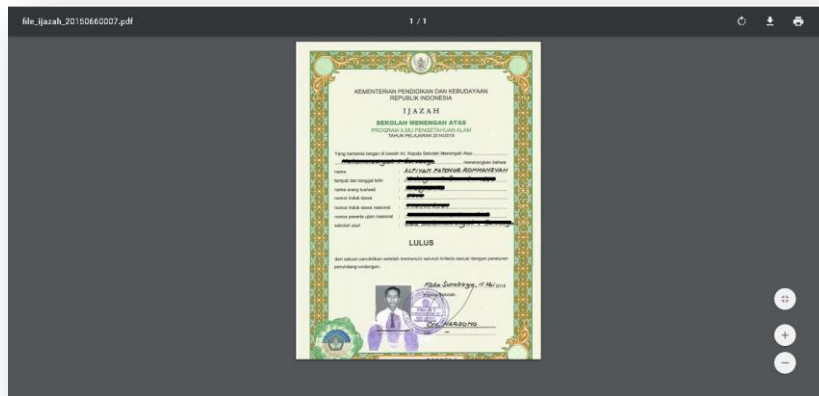 file_ijazah_20160660007.pdf
1 / 1
KEMENTERIAN PENDIDIKAN DAN KEBUDAYAAN
REPUBLIK INDONESIA
IJAZAH
SEKOLAH MENENGAH ATAS
PROGRAM ILMU PENGETAHUAN ALAM
TAHUN PELAJARAN 2014/2015
Yang bertanda tangan di bawah ini, Kepala Sekolah Menengah Atas
menerangkan bahwa:
nama
tempat dan tanggal lahir :
nama orang tua/wali :
nomor induk siswa :
nomor induk siswa nasional :
nomor peserta ujian nasional :
sekolah asal :
LULUS
dari satuan pendidikan setelah memenuhi seluruh kriteria sesuai dengan peraturan
perundang-undangan.
Surabaya, 2015
Kepala Sekolah,